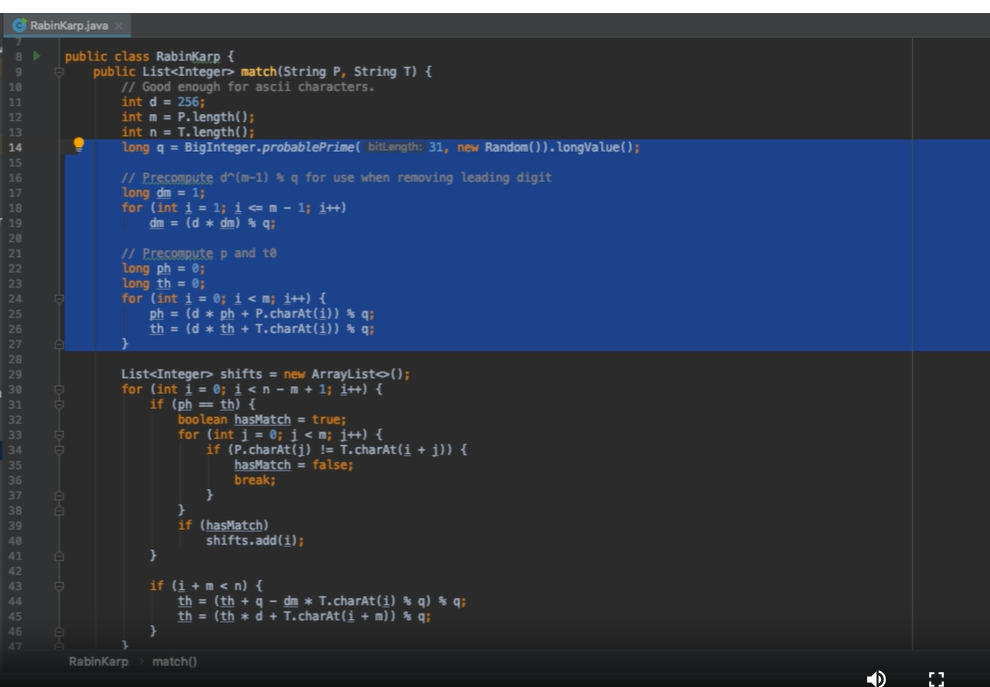 RabinKarp.java
7
8 public class RabinKarp {
9 public List<Integer> match(String P, String T) {
10 // Good enough for ascii characters.
11 int d = 256;
12 int m = P.length();
13 int n = T.length();
14 long q = BigInteger.probablePrime( bitLength: 31, new Random()).longValue();
15
16 // Precompute d^(m-1) % q for use when removing leading digit
17 long dm = 1;
18 for (int i = 1; i <= m - 1; i++)
19 dm = (d * dm) % q;
20
21 // Precompute p and t0
22 long ph = 0;
23 long th = 0;
24 for (int i = 0; i < m; i++) {
25 ph = (d * ph + P.charAt(i)) % q;
26 th = (d * th + T.charAt(i)) % q;
27 }
28
29 List<Integer> shifts = new ArrayList<>();
30 for (int i = 0; i < n - m + 1; i++) {
31 if (ph == th) {
32 boolean hasMatch = true;
33 for (int j = 0; j < m; j++) {
34 if (P.charAt(j) != T.charAt(i + j)) {
35 hasMatch = false;
36 break;
37 }
38 }
39 if (hasMatch)
40 shifts.add(i);
41 }
42
43 if (i + m < n) {
44 th = (th + q - dm * T.charAt(i) % q) % q;
45 th = (th * d + T.charAt(i + m)) % q;
46 }
47 }
RabinKarp › match()